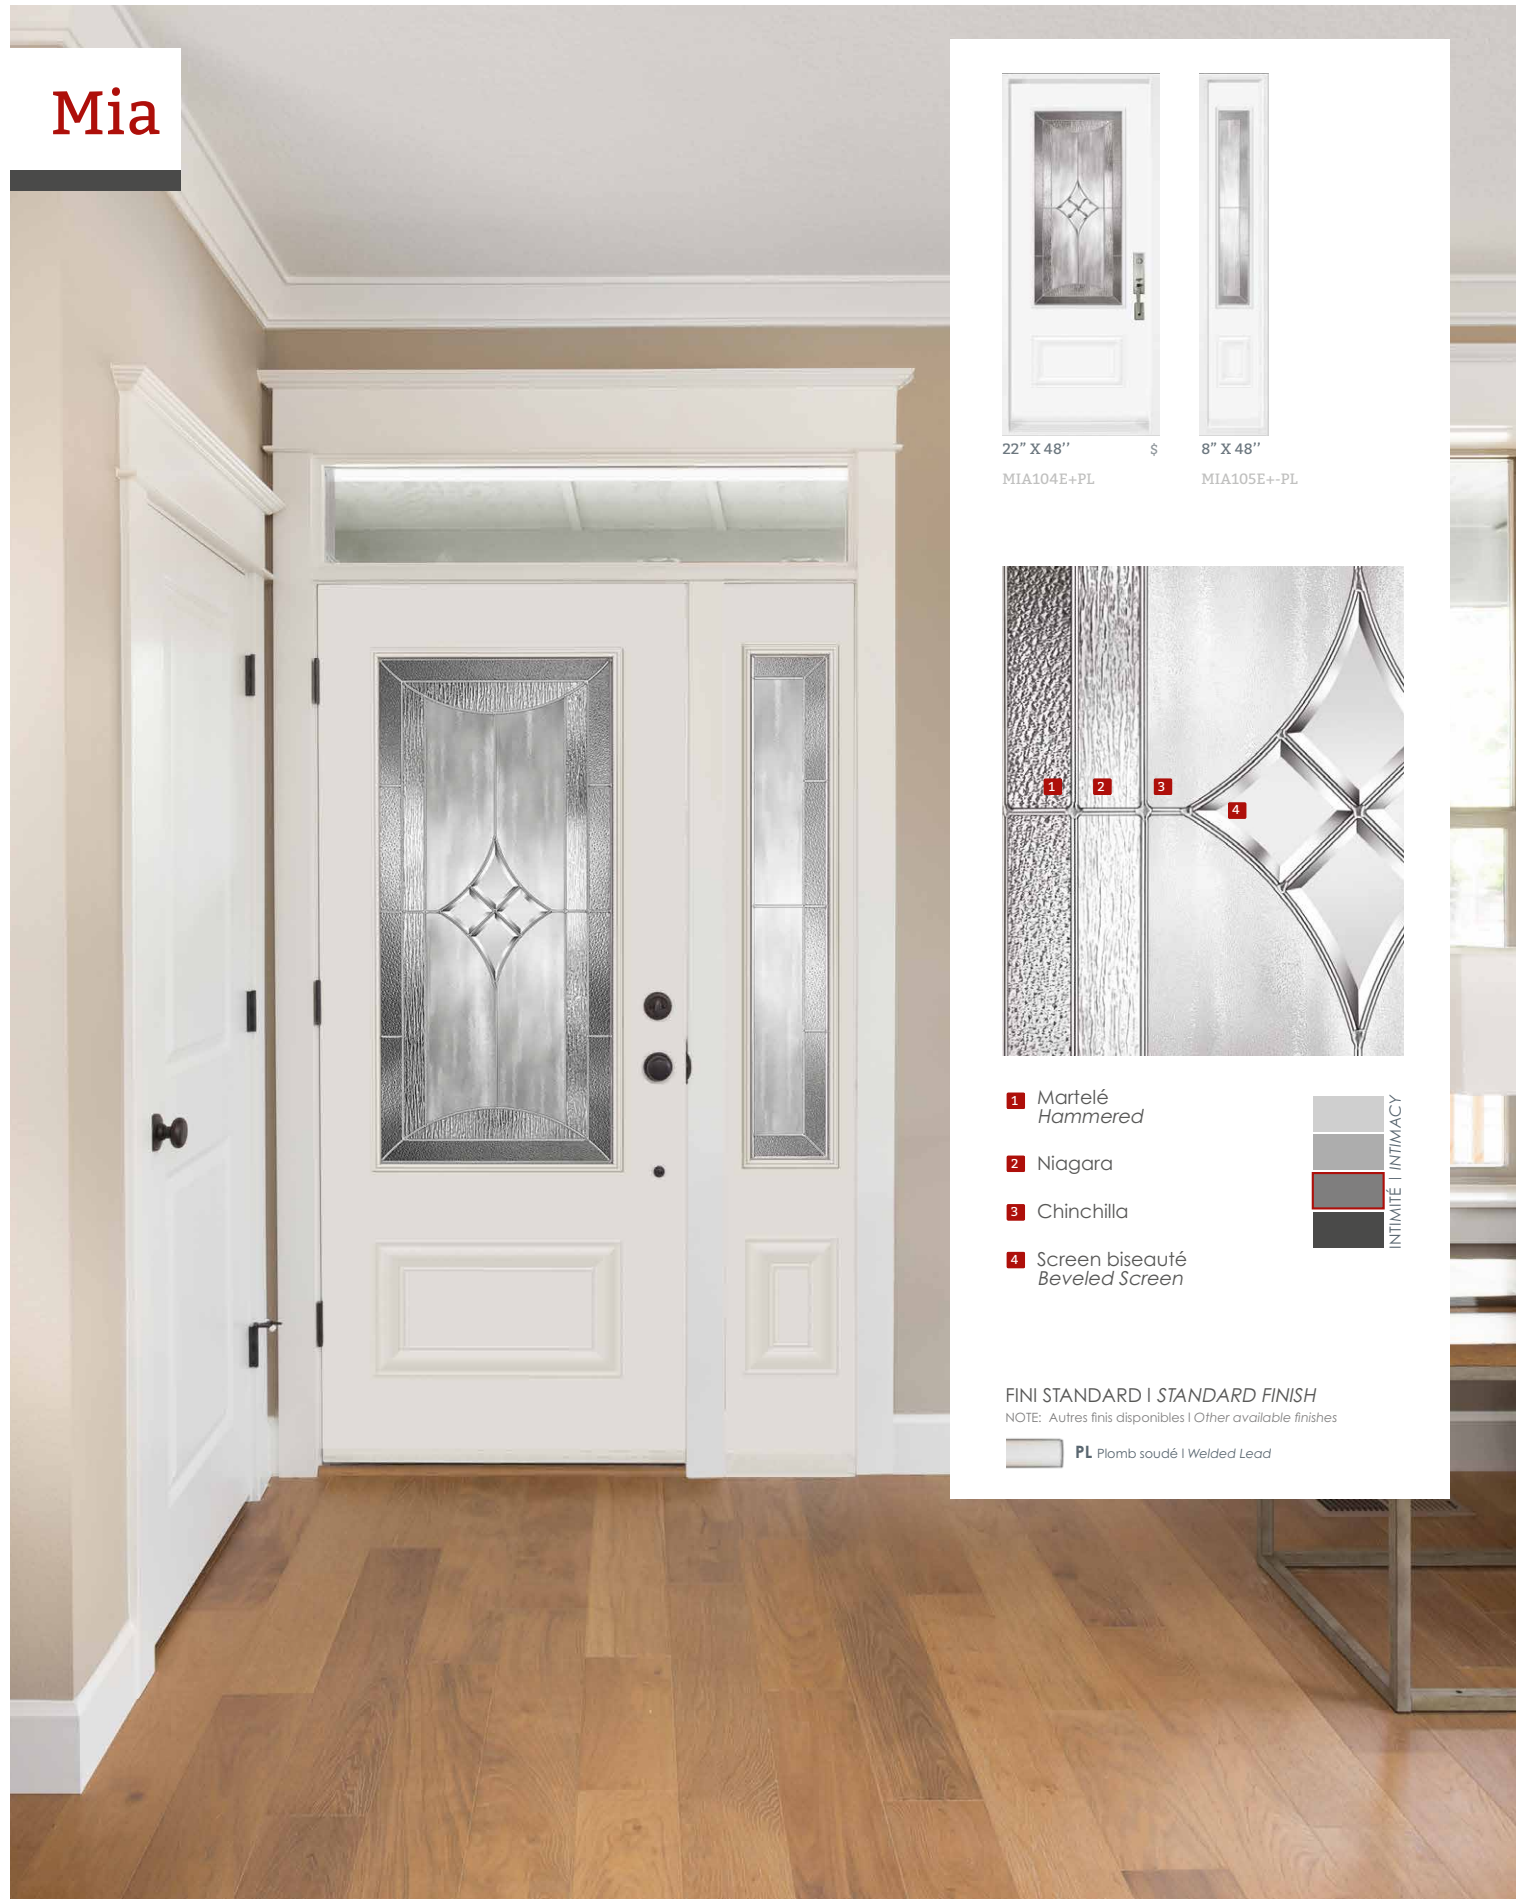 Mia
22” X 48’’ $ 8” X 48’’
MIA104E+PL MIA105E+-PL
1 2 3
4
1 Martelé
Hammered
2 Niagara
3 Chinchilla
4 Screen biseauté
Beveled Screen
INTIMITÉ I INTIMACY
FINI STANDARD I STANDARD FINISH
NOTE: Autres finis disponibles I Other available finishes
PL Plomb soudé I Welded Lead